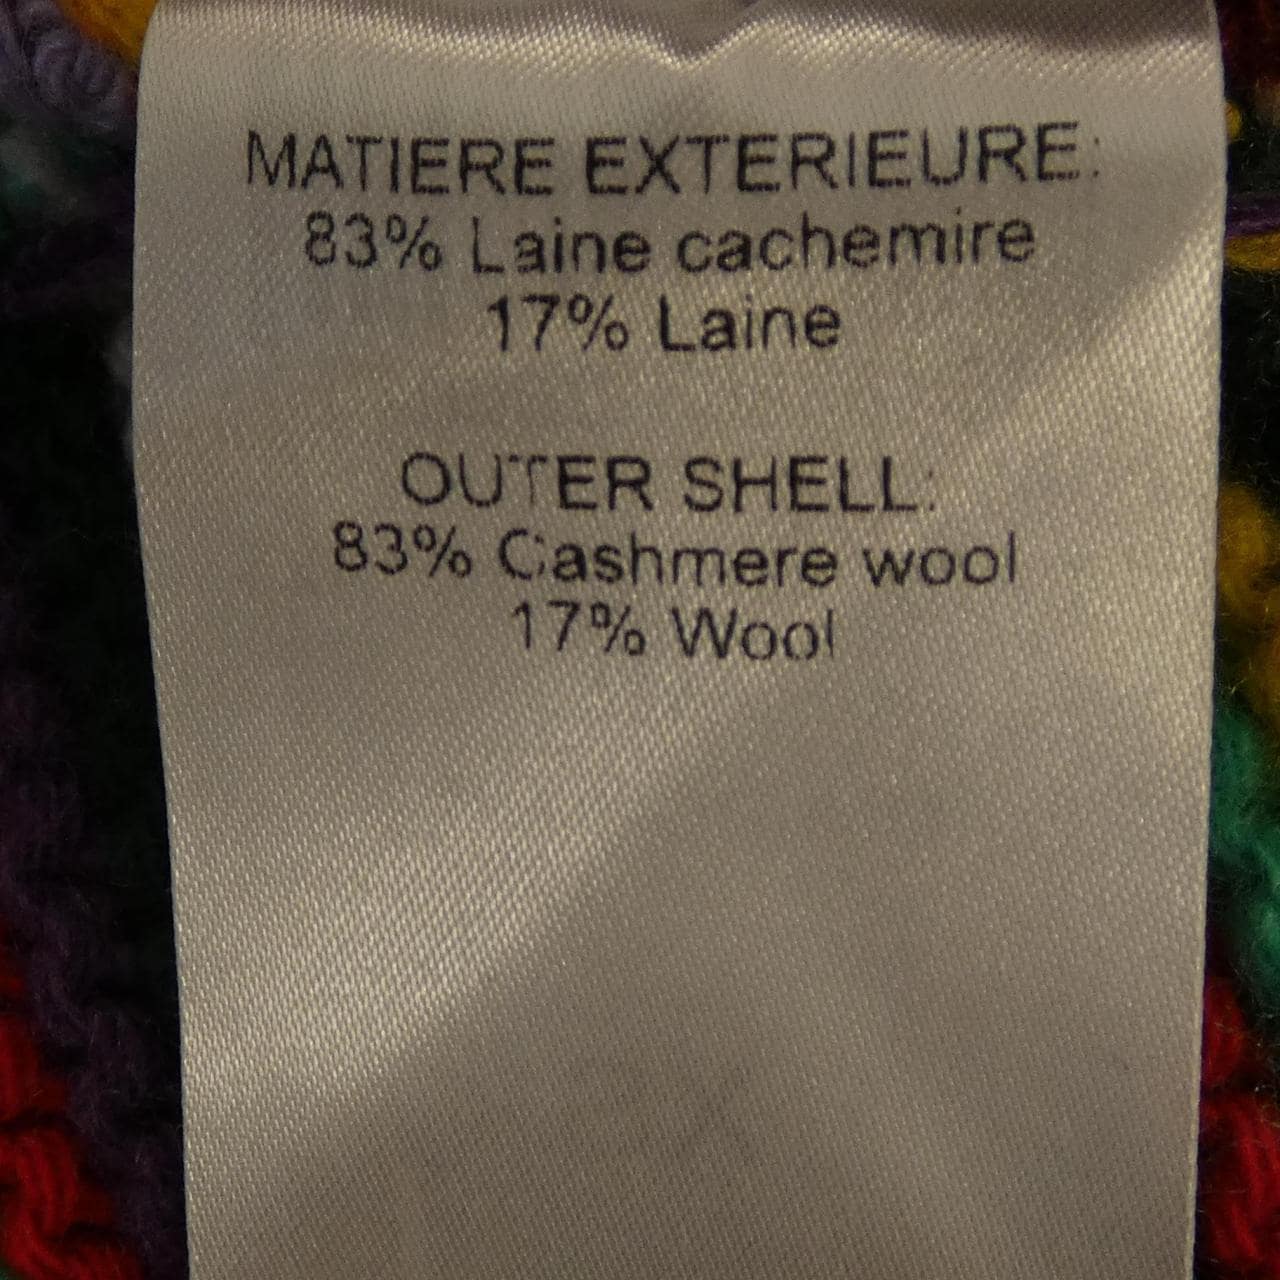 MATIERE EXTERIEURE:
83% Laine cachemire
17% Laine
OUTER SHELL:
83% Cashmere wool
17% Wool